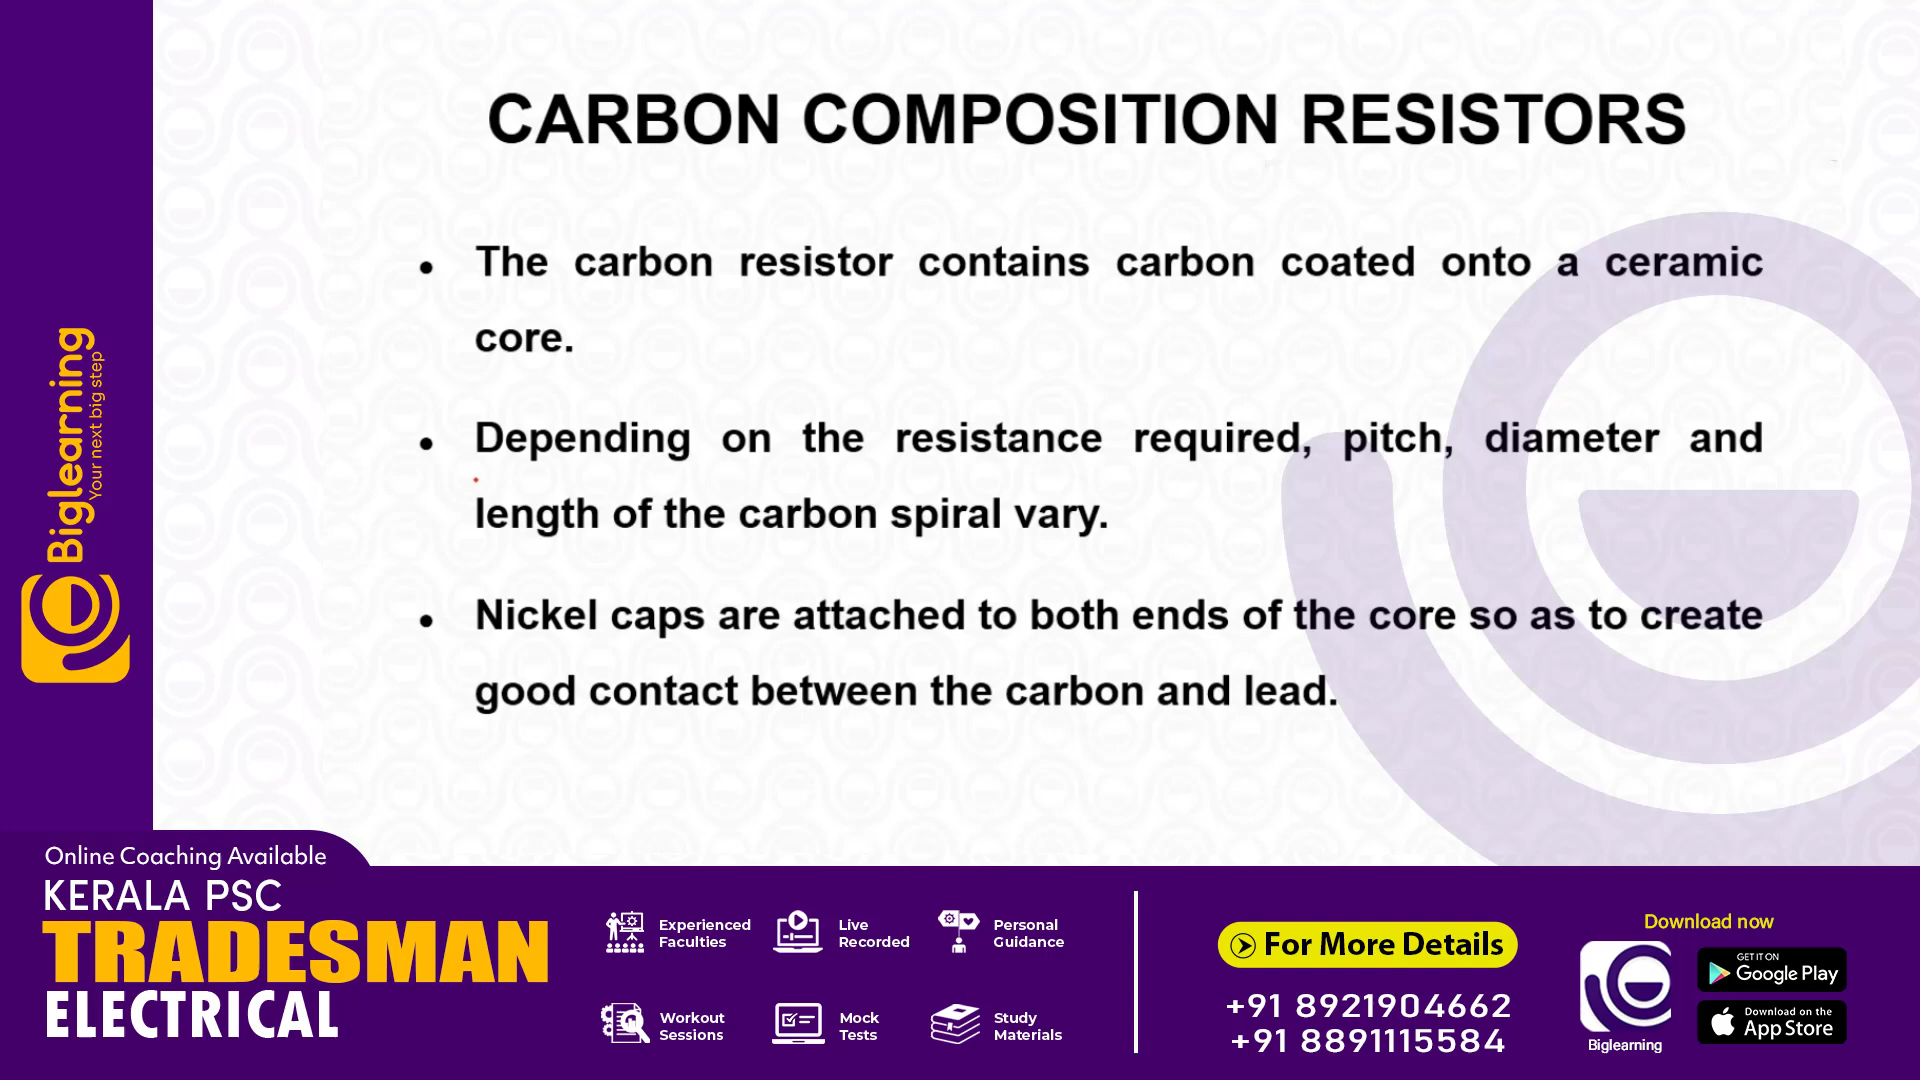 CARBON COMPOSITION RESISTORS
• The carbon resistor contains carbon coated onto a ceramic
core.
• Depending on the resistance required, pitch, diameter and
length of the carbon spiral vary.
• Nickel caps are attached to both ends of the core so as to create
good contact between the carbon and lead.
Biglearning
Your next big step
Online Coaching Available
KERALA PSC
TRADESMAN
ELECTRICAL
Experienced
Faculties
Live
Recorded
Personal
Guidance
Workout
Sessions
Mock
Tests
Study
Materials
For More Details
+91 8921904662
+91 8891115584
Download now
Biglearning
GET IT ON
Google Play
Download on the
App Store